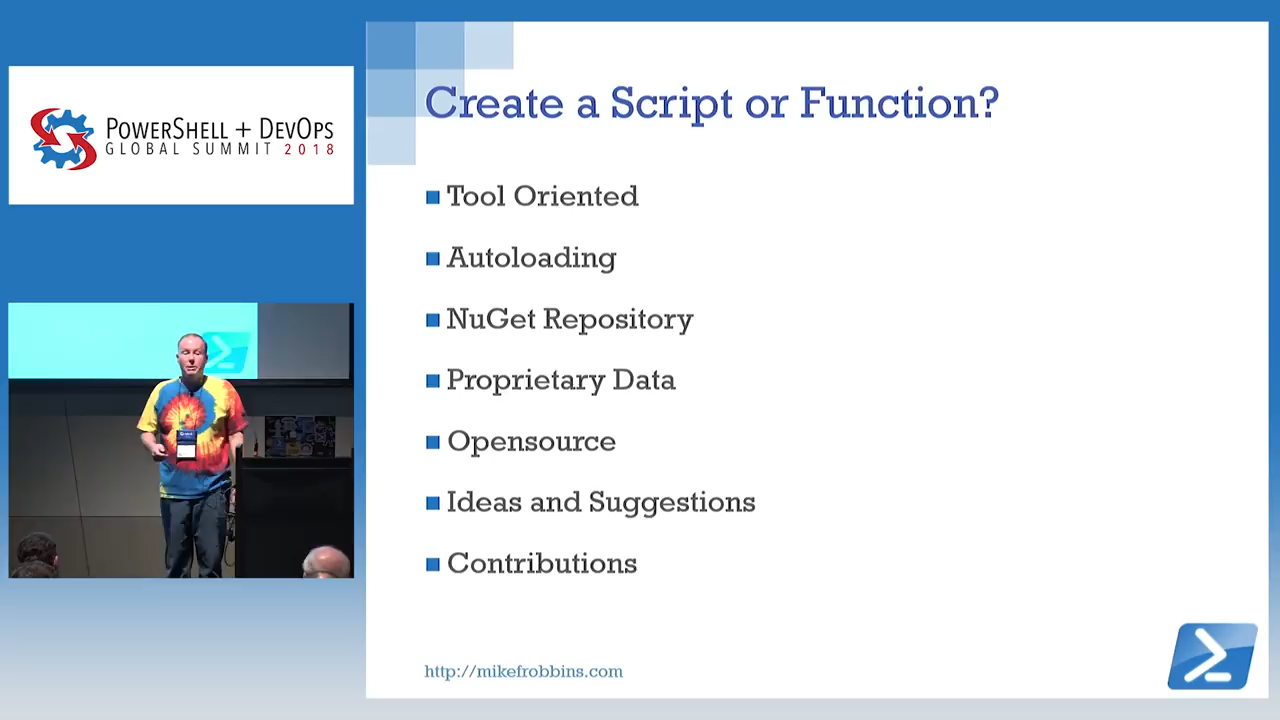 POWERSHELL + DEVOPS
GLOBAL SUMMIT 2018
Create a Script or Function?
Tool Oriented
Autoloading
NuGet Repository
Proprietary Data
Opensource
Ideas and Suggestions
Contributions
http://mikefrobbins.com